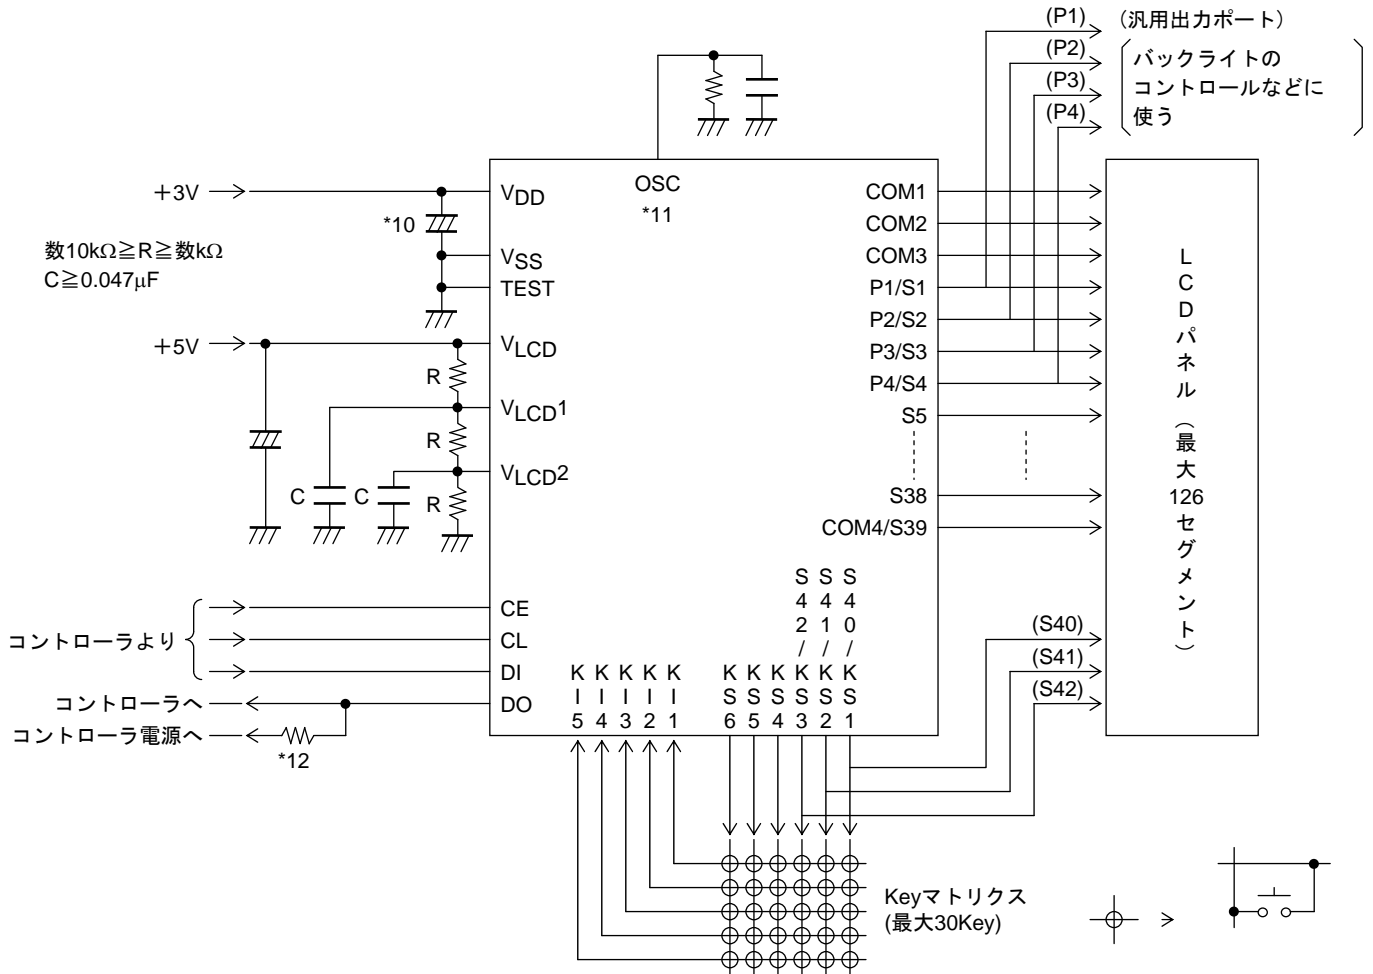 (P1) (汎用出力ポート)
(P2) バックライトの
(P3) コントロールなどに
(P4) 使う
+3V
VDD
OSC
*11
COM1
*10
COM2
数10kΩ≧R≧数kΩ
C≧0.047μF
VSS
COM3
TEST
P1/S1
P2/S2
+5V
VLCD
P3/S3
R
P4/S4
VLCD1
S5
R
VLCD2
C
C
R
S38
COM4/S39
LCDパネル(最大126セグメント)
S42/KS3
S41/KS2
S40/KS1
コントローラより
CE
CL
DI
コントローラへ
DO
コントローラ電源へ
*12
KI5
KI4
KI3
KI2
KI1
KS6
KS5
KS4
(S40)
(S41)
(S42)
Keyマトリクス
(最大30Key)